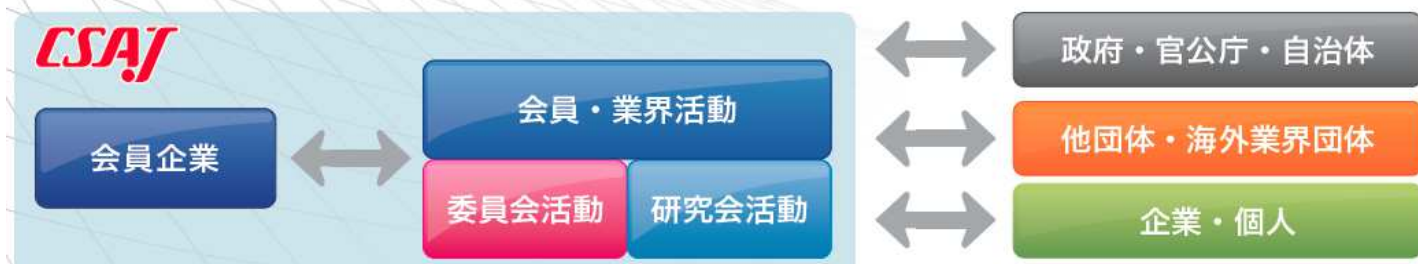 CSAJ
会員企業
会員・業界活動
委員会活動
研究会活動
政府・官公庁・自治体
他団体・海外業界団体
企業・個人